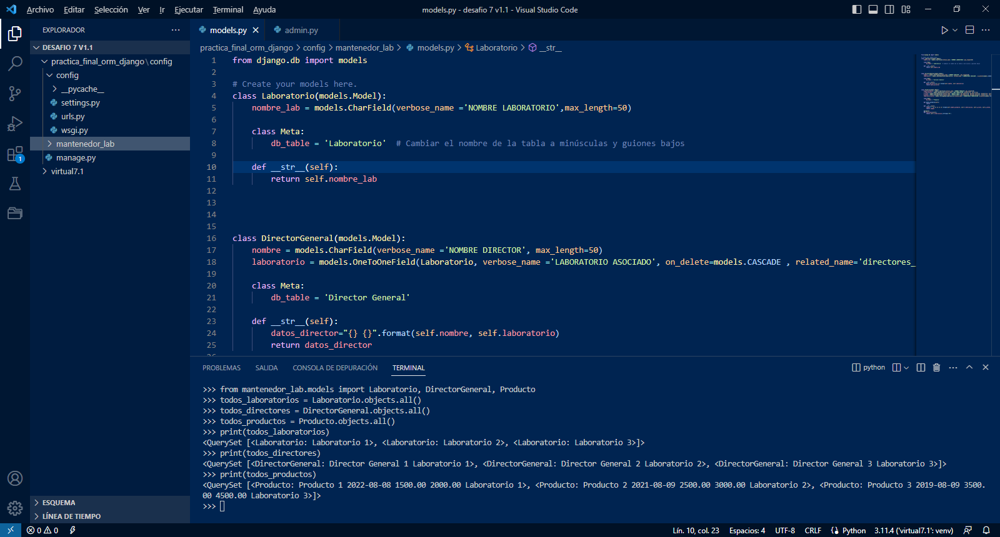 Archivo Editar Selección Ver Ir Ejecutar Terminal Ayuda
models.py - desafio 7 v1.1 - Visual Studio Code
EXPLORADOR
DESAFIO 7 V1.1
practica_final_orm_django \ config
config
__pycache__
settings.py
urls.py
wsgi.py
mantenedor_lab
manage.py
virtual7.1
1
ESQUEMA
LÍNEA DE TIEMPO
models.py
admin.py
practica_final_orm_django > config > mantenedor_lab > models.py > Laboratorio > __str__
1 from django.db import models
2
3 # Create your models here.
4 class Laboratorio(models.Model):
5 nombre_lab = models.CharField(verbose_name ='NOMBRE LABORATORIO',max_length=50)
6
7 class Meta:
8 db_table = 'Laboratorio'  # Cambiar el nombre de la tabla a minúsculas y guiones bajos
9
10 def __str__(self):
11 return self.nombre_lab
12
13
14
15
16 class DirectorGeneral(models.Model):
17 nombre = models.CharField(verbose_name ='NOMBRE DIRECTOR', max_length=50)
18 laboratorio = models.OneToOneField(Laboratorio, verbose_name ='LABORATORIO ASOCIADO', on_delete=models.CASCADE , related_name='directores_
19
20 class Meta:
21 db_table = 'Director General'
22
23 def __str__(self):
24 datos_director="{} {}".format(self.nombre, self.laboratorio)
25 return datos_director
PROBLEMAS SALIDA CONSOLA DE DEPURACIÓN TERMINAL
python
>>> from mantenedor_lab.models import Laboratorio, DirectorGeneral, Producto
>>> todos_laboratorios = Laboratorio.objects.all()
>>> todos_directores = DirectorGeneral.objects.all()
>>> todos_productos = Producto.objects.all()
>>> print(todos_laboratorios)
<QuerySet [<Laboratorio: Laboratorio 1>, <Laboratorio: Laboratorio 2>, <Laboratorio: Laboratorio 3>]>
>>> print(todos_directores)
<QuerySet [<DirectorGeneral: Director General 1 Laboratorio 1>, <DirectorGeneral: Director General 2 Laboratorio 2>, <DirectorGeneral: Director General 3 Laboratorio 3>]>
>>> print(todos_productos)
<QuerySet [<Producto: Producto 1 2022-08-08 1500.00 2000.00 Laboratorio 1>, <Producto: Producto 2 2021-08-09 2500.00 3000.00 Laboratorio 2>, <Producto: Producto 3 2019-08-09 3500.
00 4500.00 Laboratorio 3>]>
>>>
0 0
Lín. 10, col. 23 Espacios: 4 UTF-8 CRLF Python 3.11.4 ('virtual7.1': venv)